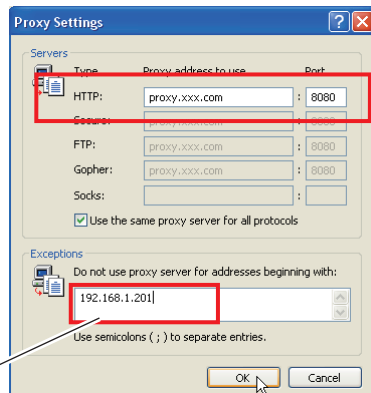 Proxy Settings
Servers
Type Proxy address to use Port
HTTP: proxy.xxx.com : 8080
Secure: proxy.xxx.com : 8080
FTP: proxy.xxx.com : 8080
Gopher: proxy.xxx.com : 8080
Socks: :
Use the same proxy server for all protocols
Exceptions
Do not use proxy server for addresses beginning with:
192.168.1.201
Use semicolons ( ; ) to separate entries.
OK Cancel